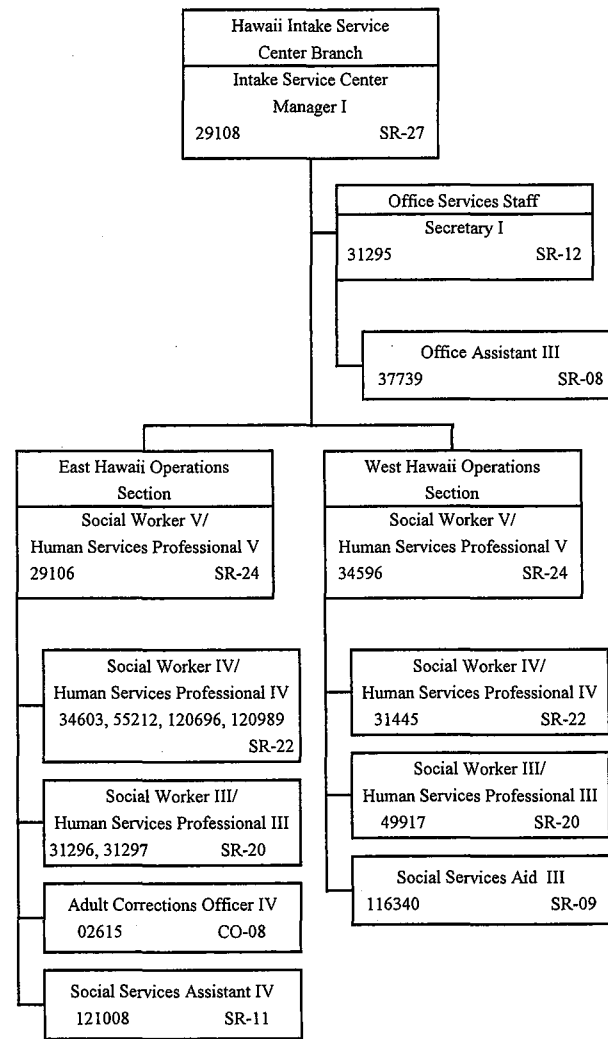 Hawaii Intake Service
Center Branch
Intake Service Center
Manager I
29108 SR-27
Office Services Staff
Secretary I
31295 SR-12
Office Assistant III
37739 SR-08
East Hawaii Operations
Section
Social Worker V/
Human Services Professional V
29106 SR-24
Social Worker IV/
Human Services Professional IV
34603, 55212, 120696, 120989
SR-22
Social Worker III/
Human Services Professional III
31296, 31297 SR-20
Adult Corrections Officer IV
02615 CO-08
Social Services Assistant IV
121008 SR-11
West Hawaii Operations
Section
Social Worker V/
Human Services Professional V
34596 SR-24
Social Worker IV/
Human Services Professional IV
31445 SR-22
Social Worker III/
Human Services Professional III
49917 SR-20
Social Services Aid III
116340 SR-09